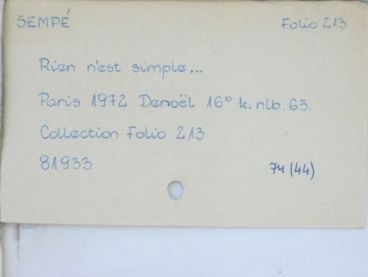 SEMPÉ Folio 213
Rien n'est simple...
Paris 1972 Denoël 16° k. nlb. 63.
Collection Folio 213
81933 74 (44)